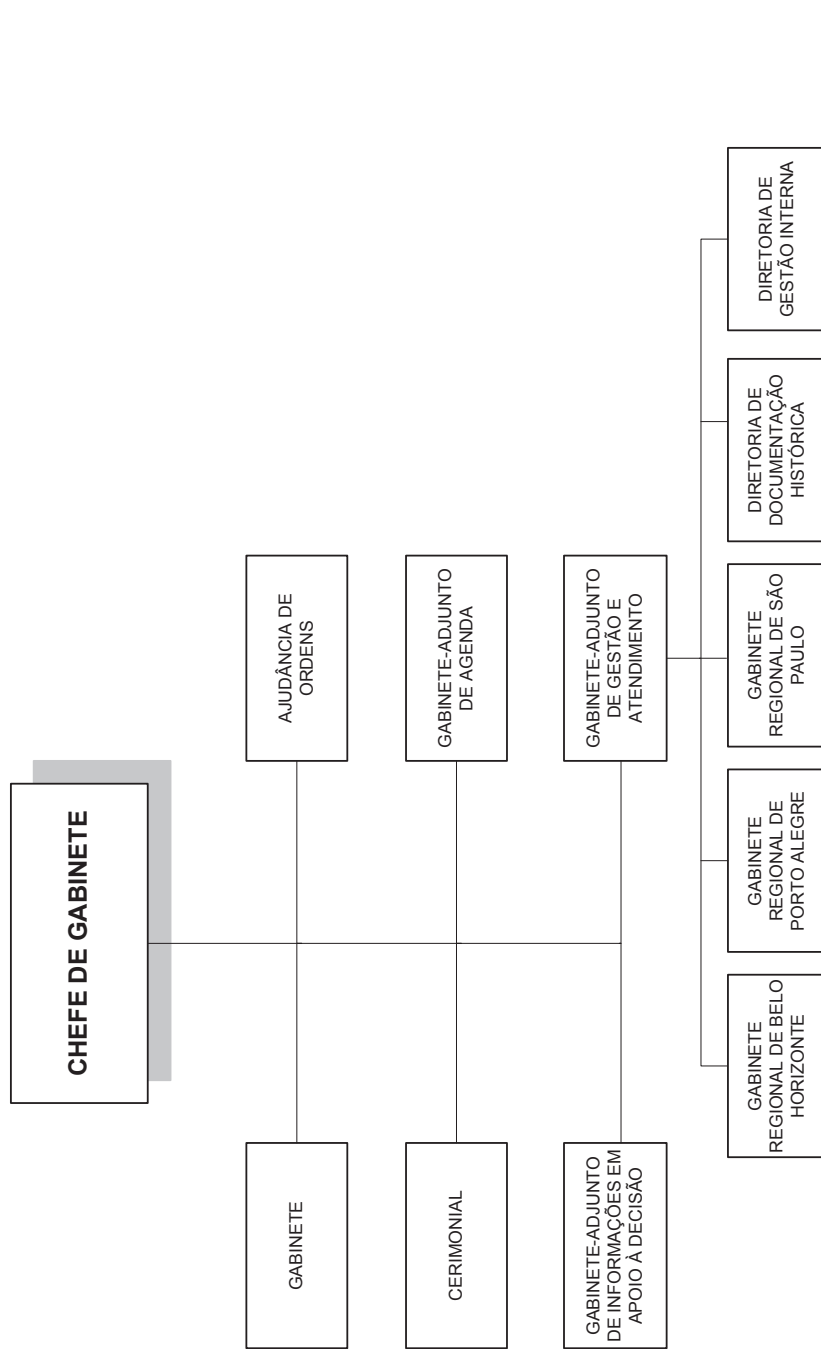 CHEFE DE GABINETE
GABINETE
AJUDÂNCIA DE
ORDENS
CERIMONIAL
GABINETE-ADJUNTO
DE AGENDA
GABINETE-ADJUNTO
DE INFORMAÇÕES EM
APOIO À DECISÃO
GABINETE-ADJUNTO
DE GESTÃO E
ATENDIMENTO
GABINETE
REGIONAL DE BELO
HORIZONTE
GABINETE
REGIONAL DE
PORTO ALEGRE
GABINETE
REGIONAL DE SÃO
PAULO
DIRETORIA DE
DOCUMENTAÇÃO
HISTÓRICA
DIRETORIA DE
GESTÃO INTERNA